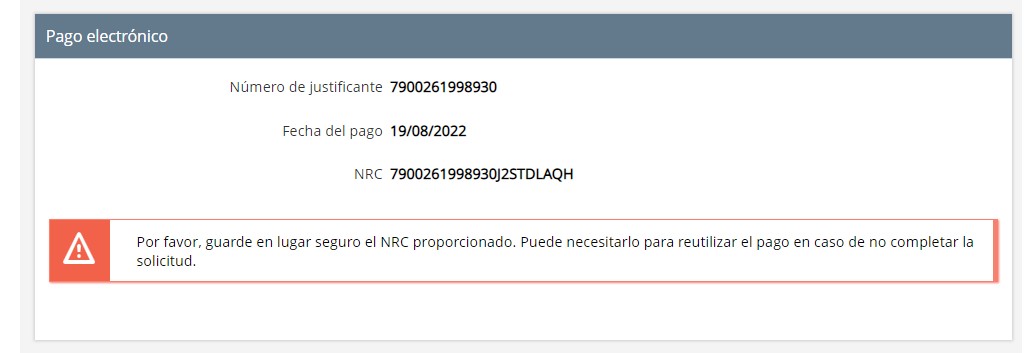 Pago electrónico
Número de justificante 7900261998930
Fecha del pago 19/08/2022
NRC 7900261998930J2STDLAQH
Por favor, guarde en lugar seguro el NRC proporcionado. Puede necesitarlo para reutilizar el pago en caso de no completar la
solicitud.